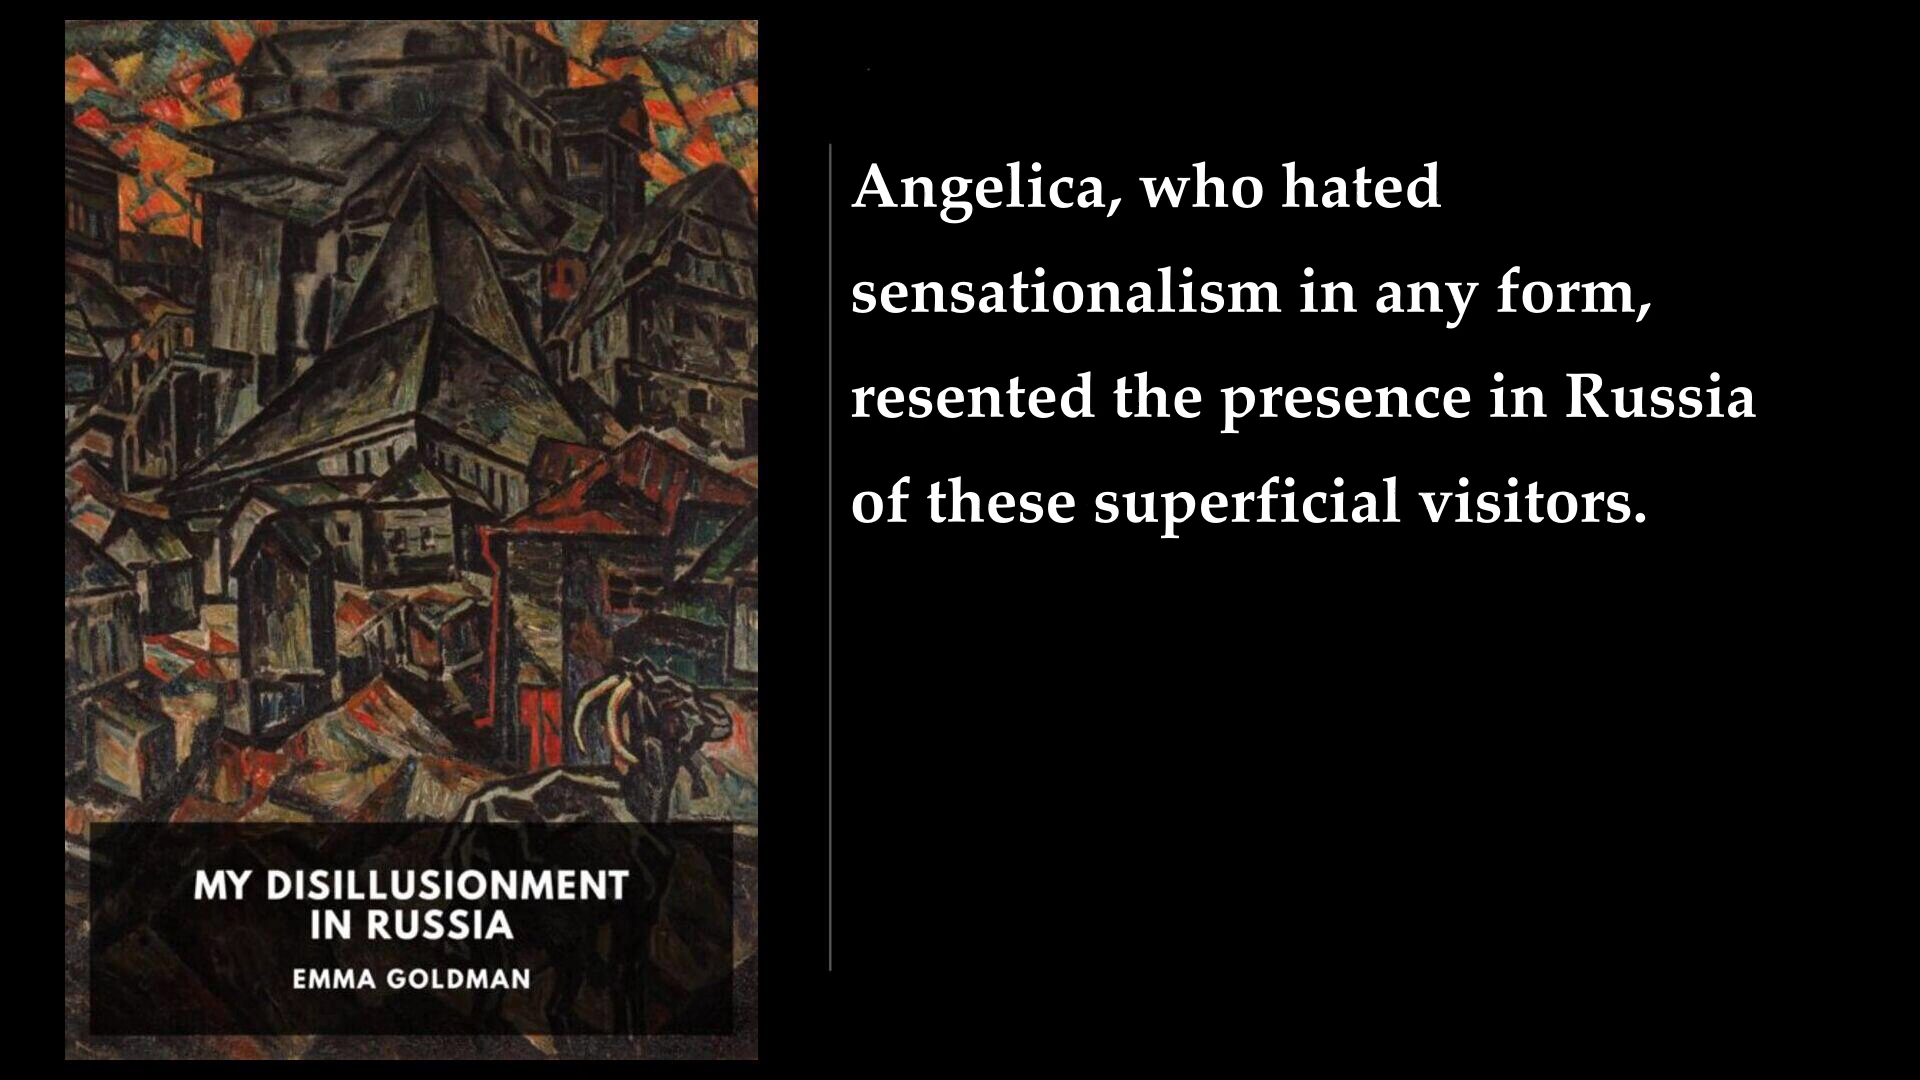 Angelica, who hated
sensationalism in any form,
resented the presence in Russia
of these superficial visitors.
MY DISILLUSIONMENT
IN RUSSIA
EMMA GOLDMAN